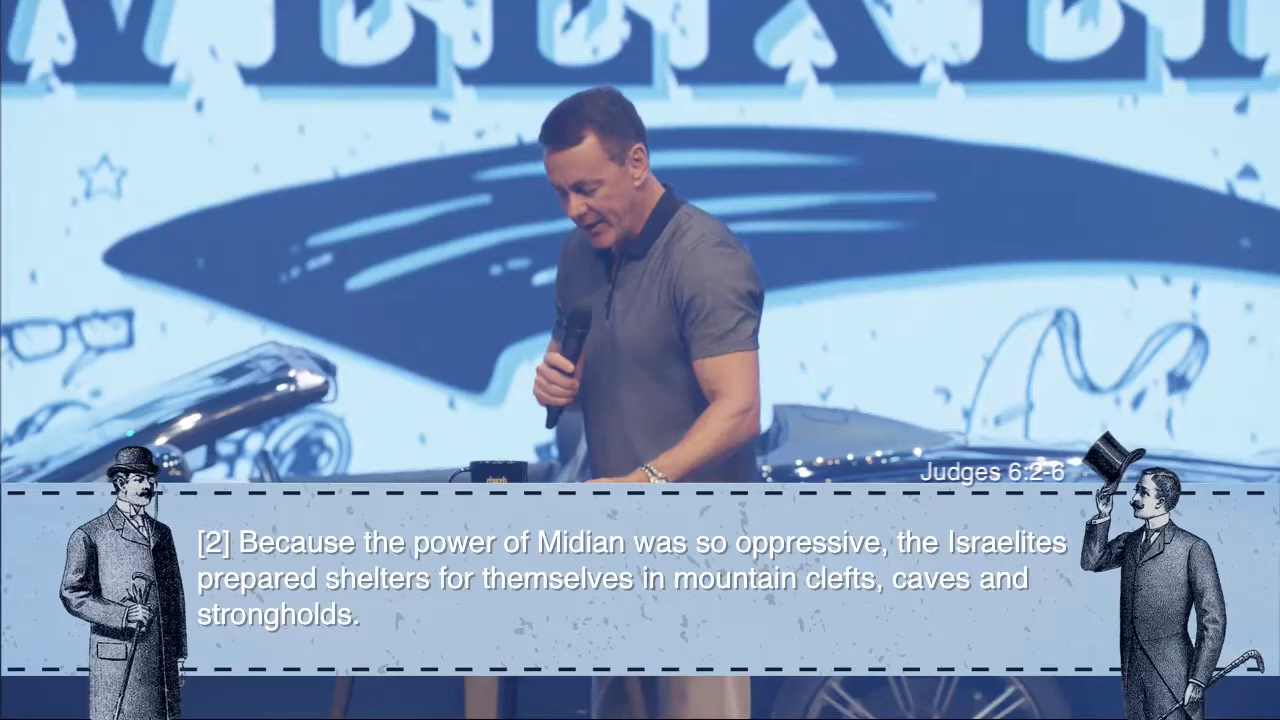 Judges 6:2-6
[2] Because the power of Midian was so oppressive, the Israelites
prepared shelters for themselves in mountain clefts, caves and
strongholds.